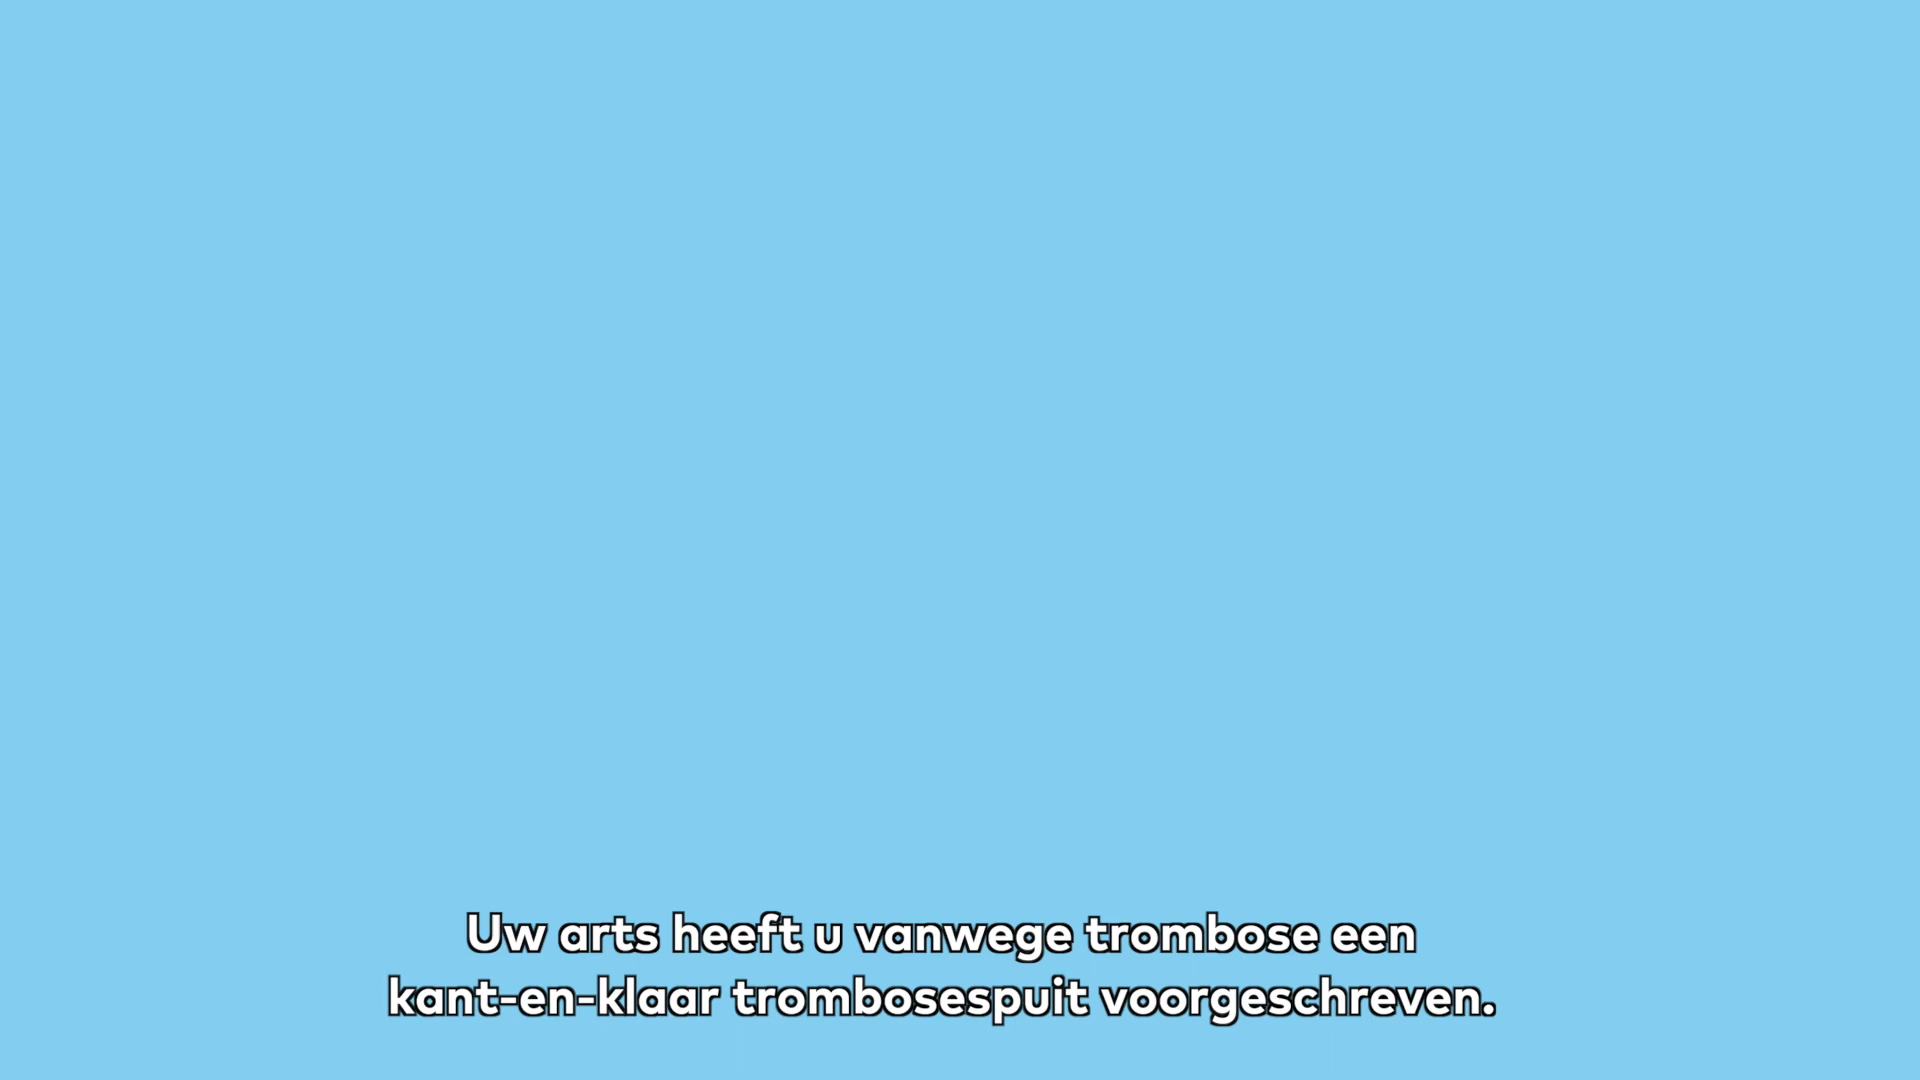 Uw arts heeft u vanwege trombose een
kant-en-klaar trombosespuit voorgeschreven.